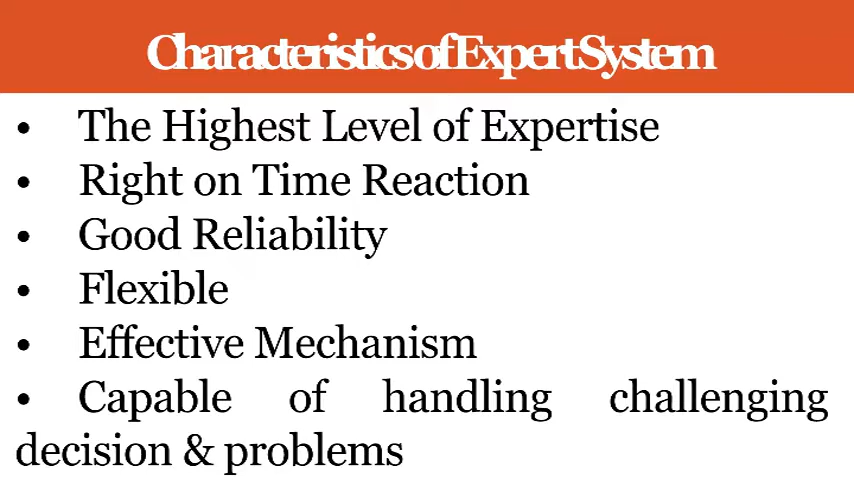 Characteristics of Expert System
• The Highest Level of Expertise
• Right on Time Reaction
• Good Reliability
• Flexible
• Effective Mechanism
• Capable of handling challenging
decision & problems